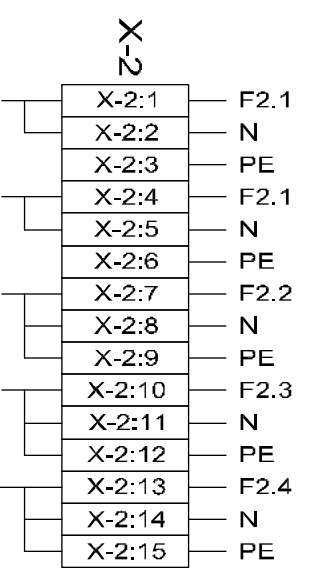 X-2
X-2:1 F2.1
X-2:2 N
X-2:3 PE
X-2:4 F2.1
X-2:5 N
X-2:6 PE
X-2:7 F2.2
X-2:8 N
X-2:9 PE
X-2:10 F2.3
X-2:11 N
X-2:12 PE
X-2:13 F2.4
X-2:14 N
X-2:15 PE